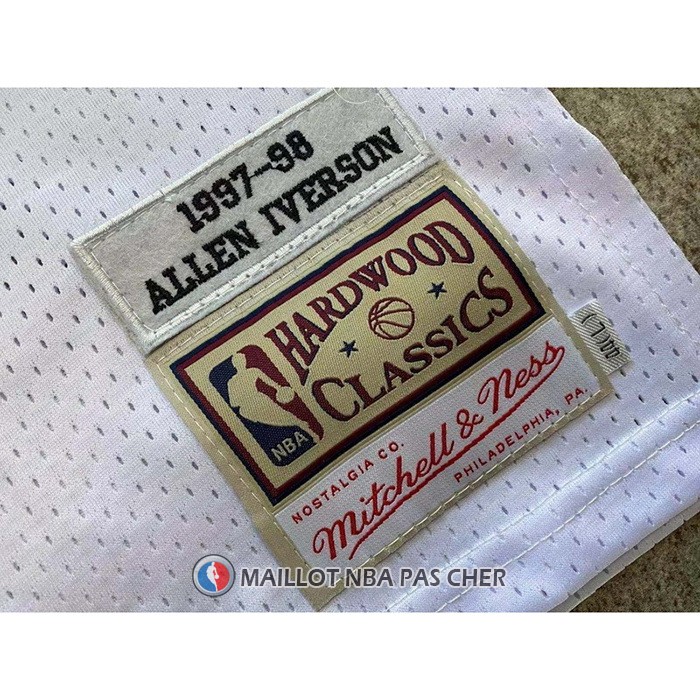 1997-98
ALLEN IVERSON
HARDWOOD
CLASSICS
NBA
NOSTALGIA CO.
Mitchell & Ness
PHILADELPHIA, PA.
MAILLOT NBA PAS CHER